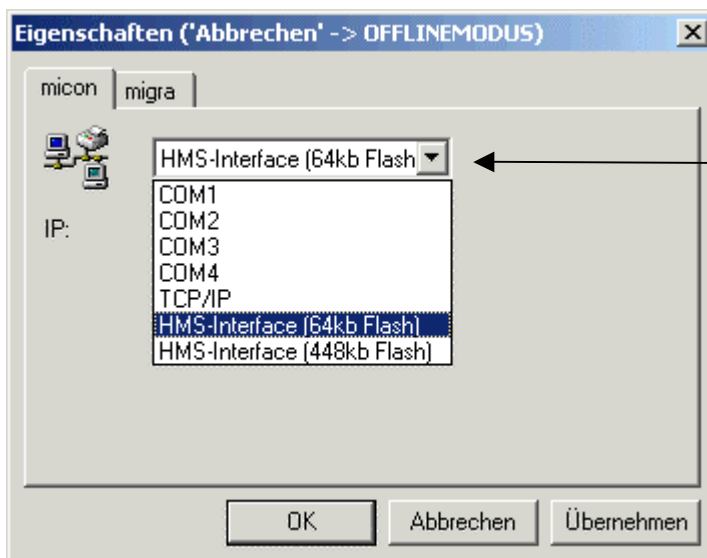 Eigenschaften ('Abbrechen' -> OFFLINEMODUS)
micon
migra
HMS-Interface (64kb Flash
IP:
COM1
COM2
COM3
COM4
TCP/IP
HMS-Interface (64kb Flash)
HMS-Interface (448kb Flash)
OK
Abbrechen
Übernehmen